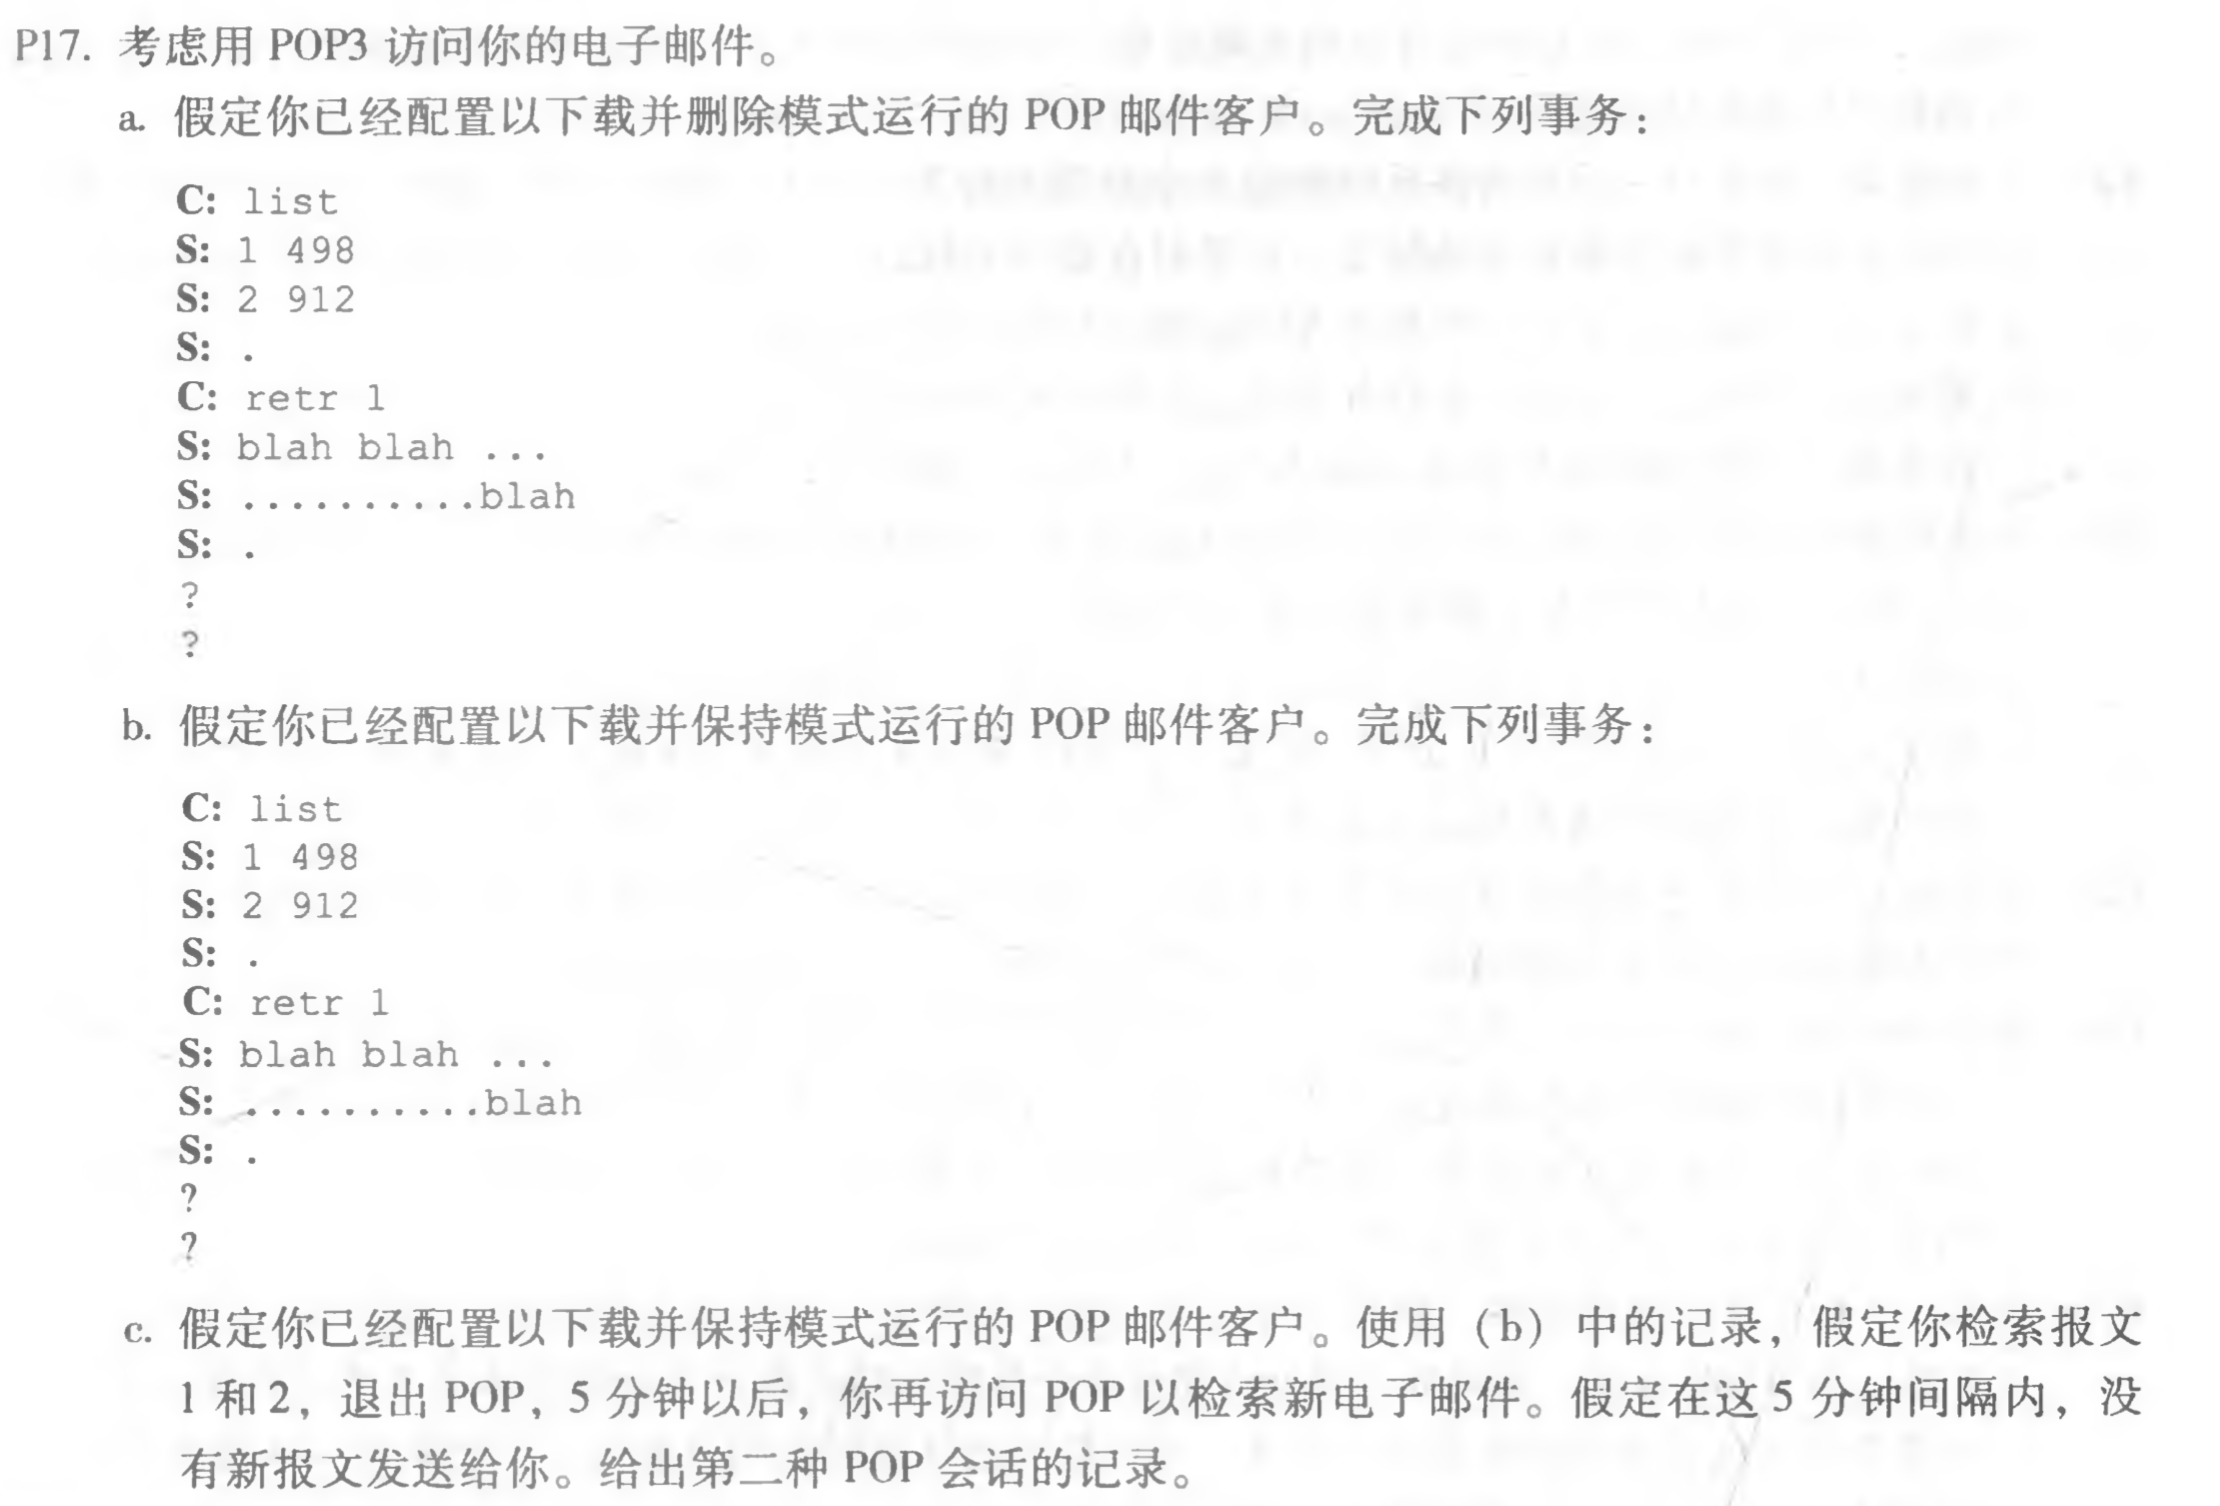 P17. 考虑用 POP3 访问你的电子邮件。
a. 假定你已经配置以下载并删除模式运行的 POP 邮件客户。完成下列事务：
C: list
S: 1 498
S: 2 912
S: .
C: retr 1
S: blah blah ...
S: ..........blah
S: .
?
?
b. 假定你已经配置以下载并保持模式运行的 POP 邮件客户。完成下列事务：
C: list
S: 1 498
S: 2 912
S: .
C: retr 1
S: blah blah ...
S: ..........blah
S: .
?
?
c. 假定你已经配置以下载并保持模式运行的 POP 邮件客户。使用（b）中的记录，假定你检索报文
1 和 2，退出 POP，5 分钟以后，你再访问 POP 以检索新电子邮件。假定在这 5 分钟间隔内，没
有新报文发送给你。给出第二种 POP 会话的记录。